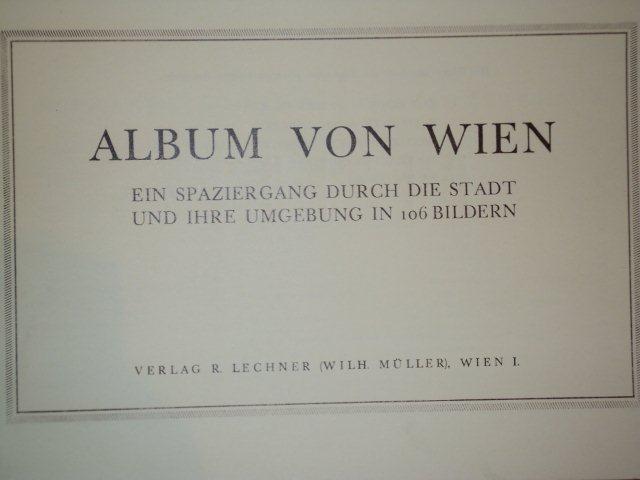 ALBUM VON WIEN
EIN SPAZIERGANG DURCH DIE STADT
UND IHRE UMGEBUNG IN 106 BILDERN
VERLAG R. LECHNER (WILH. MÜLLER), WIEN I.